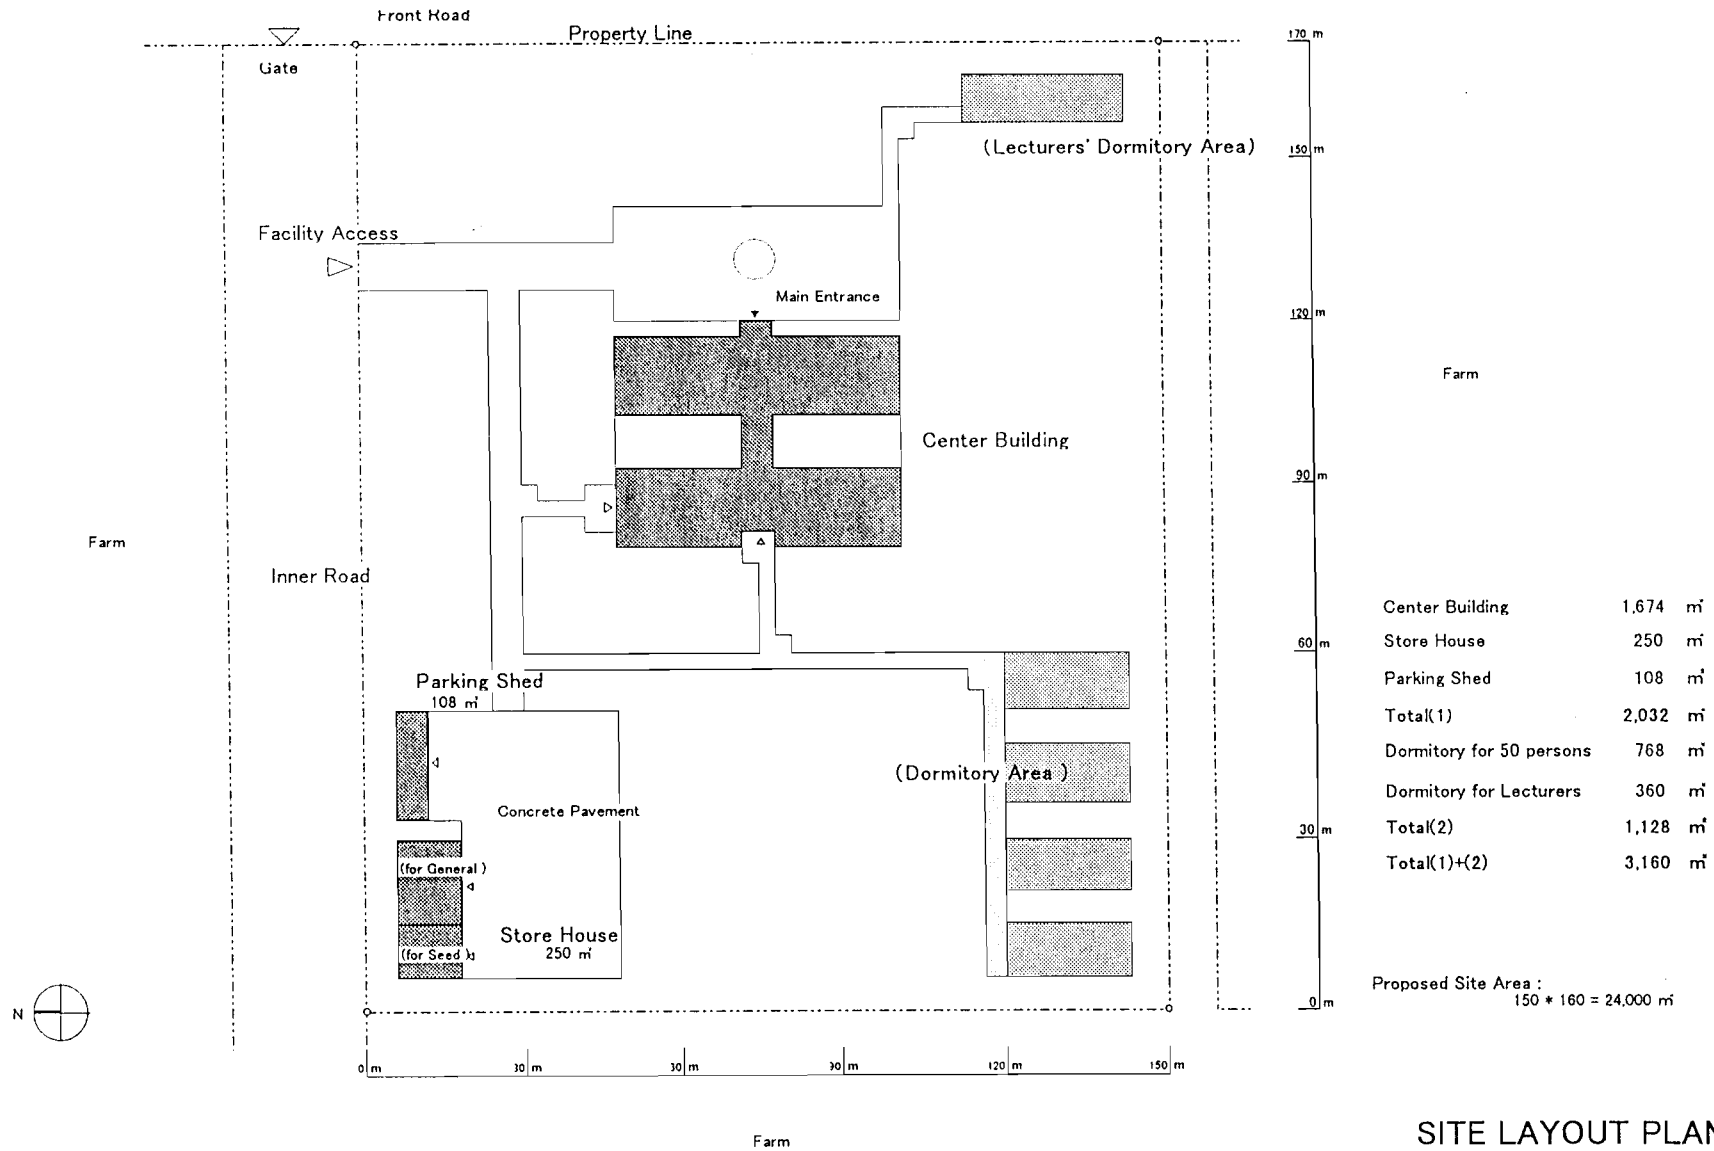 Front Road
Property Line
Gate
170 m
(Lecturers' Dormitory Area)
150 m
Facility Access
Main Entrance
120 m
Farm
Center Building
90 m
Farm
Inner Road
Center Building 1,674 ㎡
Store House 250 ㎡
60 m
Parking Shed
108 ㎡
Parking Shed 108 ㎡
Total(1) 2,032 ㎡
Dormitory for 50 persons 768 ㎡
(Dormitory Area )
Dormitory for Lecturers 360 ㎡
Concrete Pavement
30 m
Total(2) 1,128 ㎡
(for General )
Total(1)+(2) 3,160 ㎡
Store House
250 ㎡
(for Seed )
Proposed Site Area :
150 * 160 = 24,000 ㎡
0 m
N
0 m 30 m 30 m 90 m 120 m 150 m
Farm
SITE LAYOUT PLAN